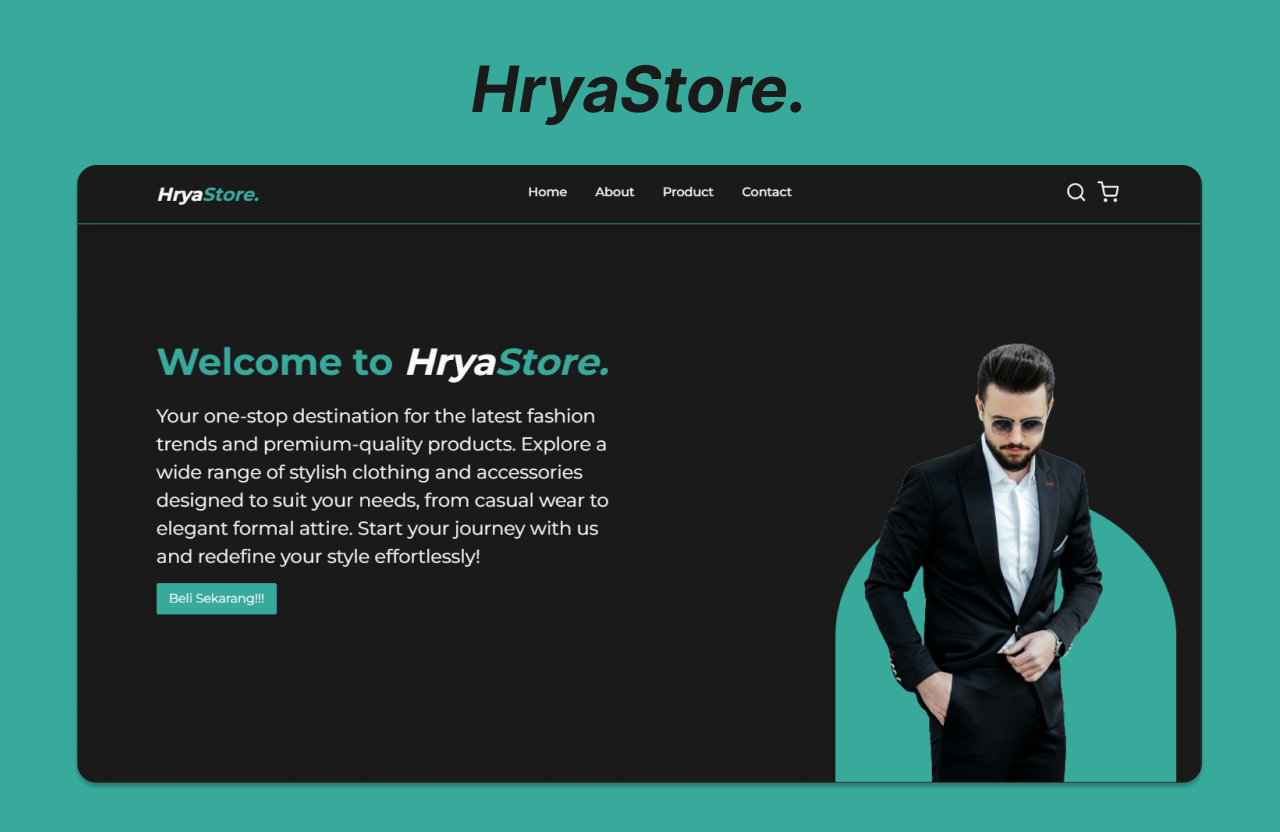 HryaStore.
HryaStore.
Home About Product Contact
Welcome to HryaStore.
Your one-stop destination for the latest fashion
trends and premium-quality products. Explore a
wide range of stylish clothing and accessories
designed to suit your needs, from casual wear to
elegant formal attire. Start your journey with us
and redefine your style effortlessly!
Beli Sekarang!!!